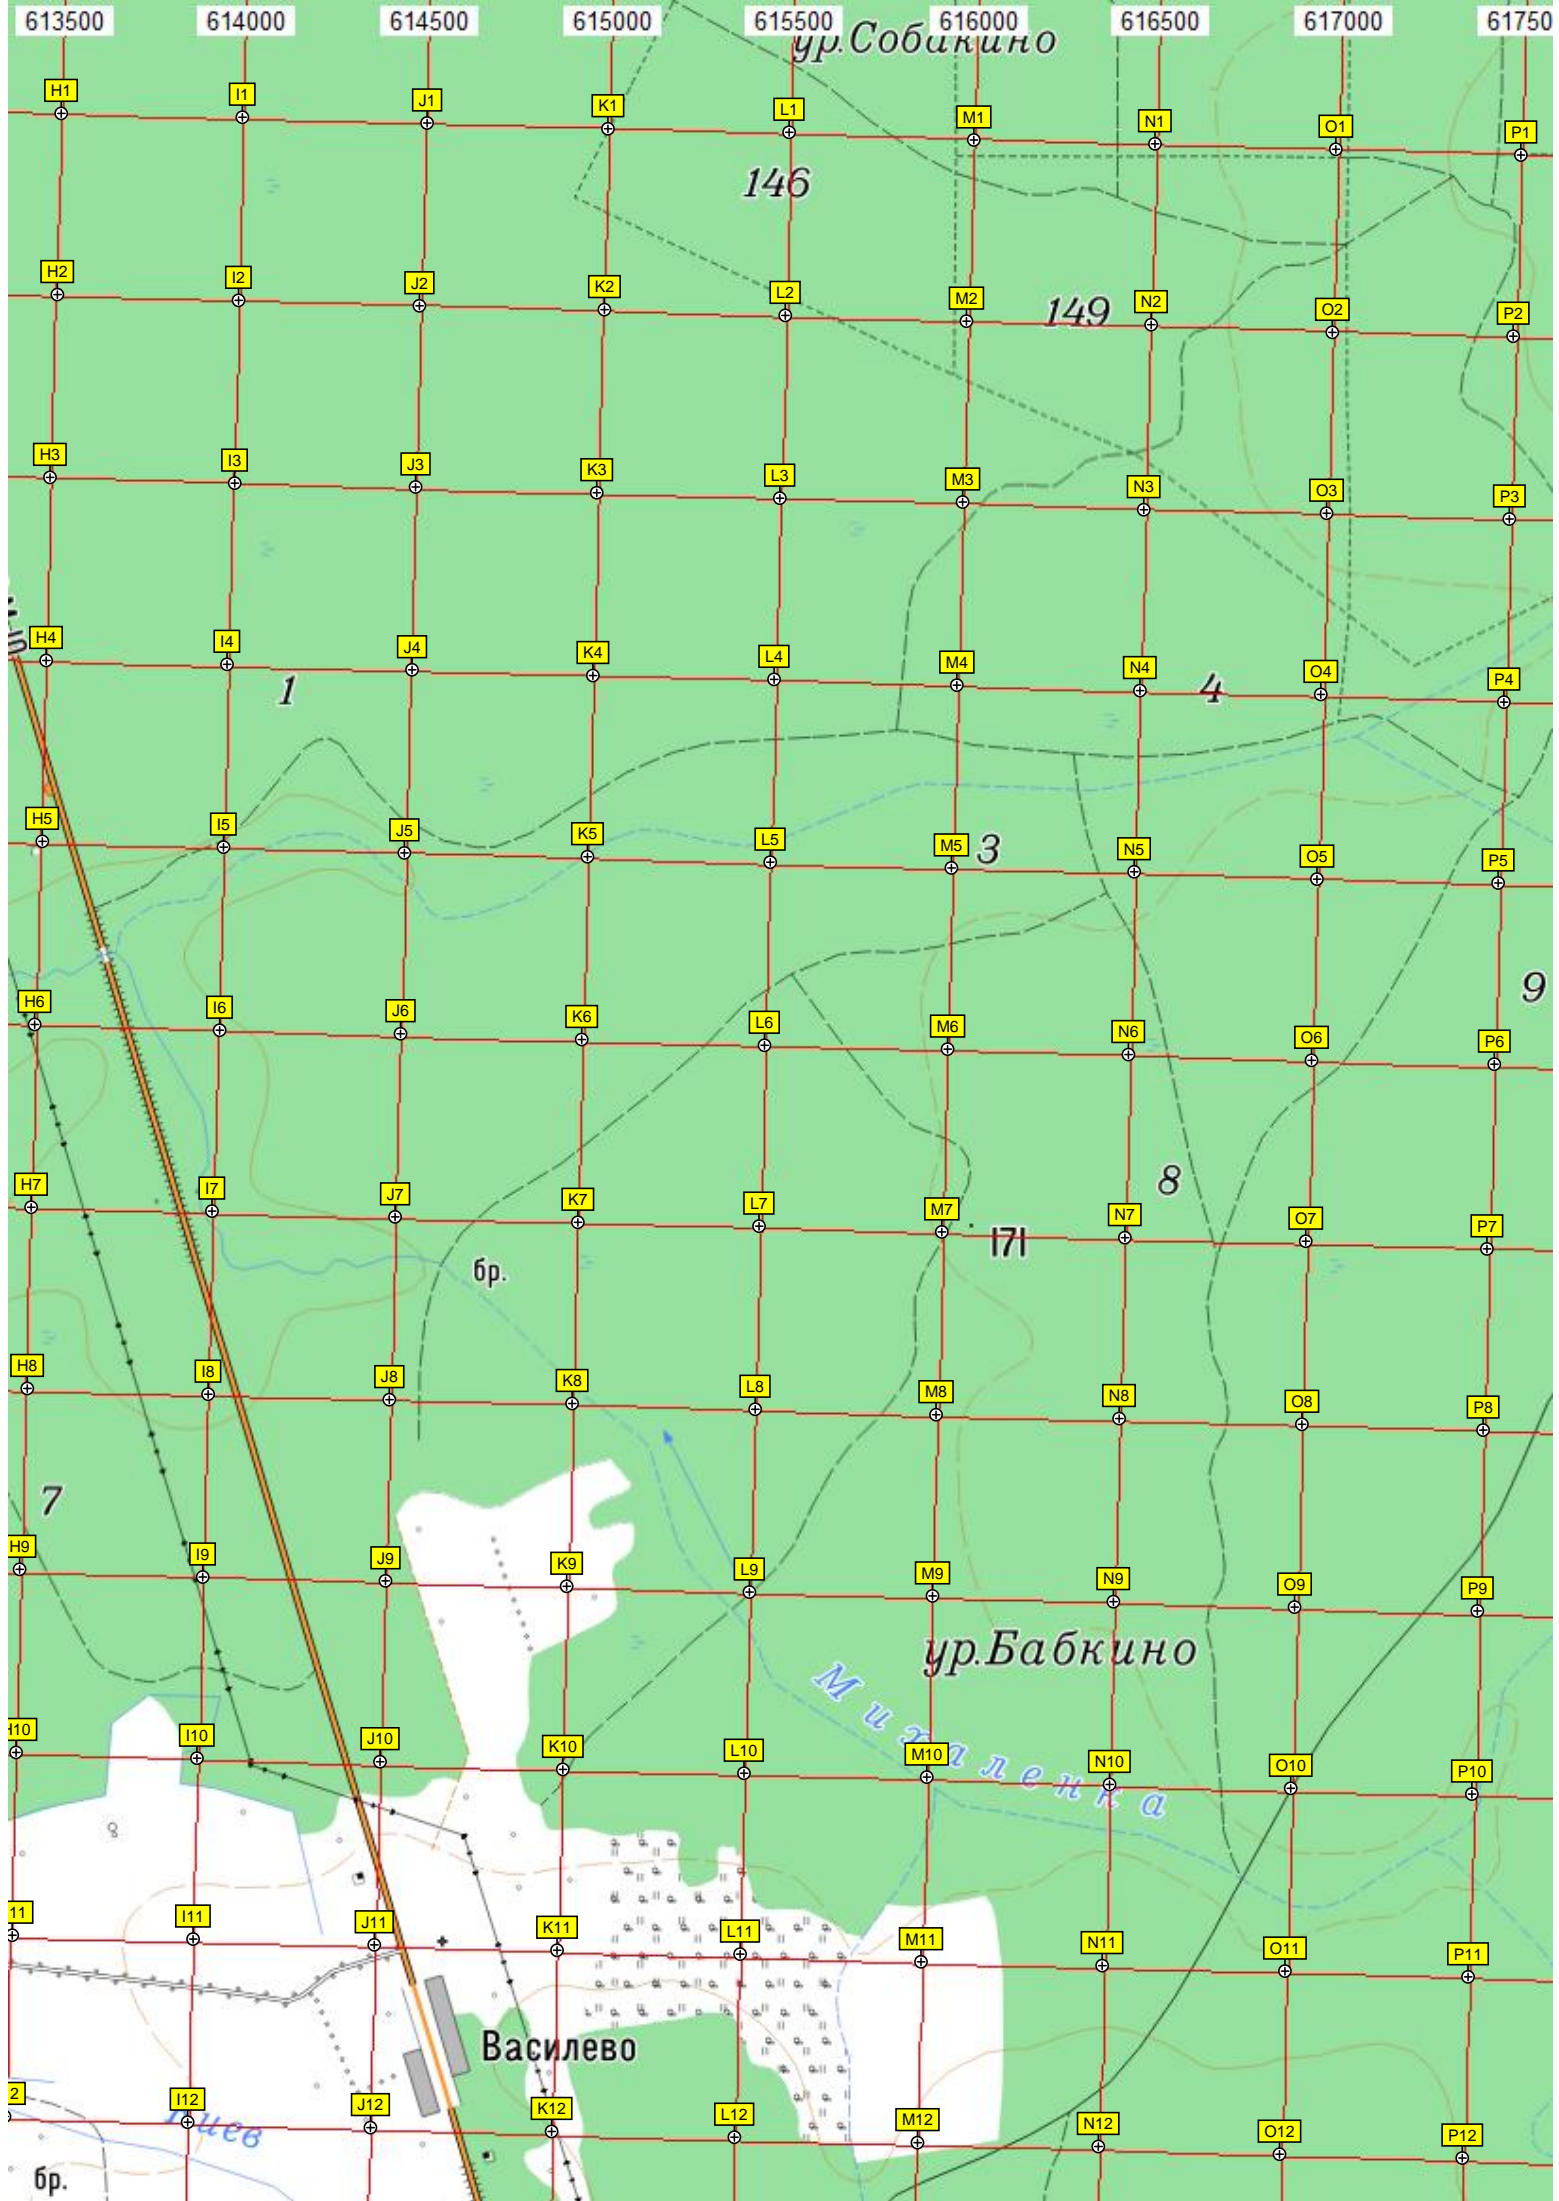 613500 614000 614500 615000 615500 616000 616500 617000 61750
ур.Собакино
H1 I1 J1 K1 L1 M1 N1 O1 P1
146
H2 I2 J2 K2 L2 M2 N2 O2 P2
149
H3 I3 J3 K3 L3 M3 N3 O3 P3
H4 I4 J4 K4 L4 M4 N4 O4 P4
1 4
H5 I5 J5 K5 L5 M5 N5 O5 P5
3
9
H6 I6 J6 K6 L6 M6 N6 O6 P6
8
H7 I7 J7 K7 L7 M7 N7 O7 P7
171
бр.
H8 I8 J8 K8 L8 M8 N8 O8 P8
7
H9 I9 J9 K9 L9 M9 N9 O9 P9
ур.Бабкино
Михаленка
H10 I10 J10 K10 L10 M10 N10 O10 P10
11 I11 J11 K11 L11 M11 N11 O11 P11
Василево
2 I12 J12 K12 L12 M12 N12 O12 P12
бр.